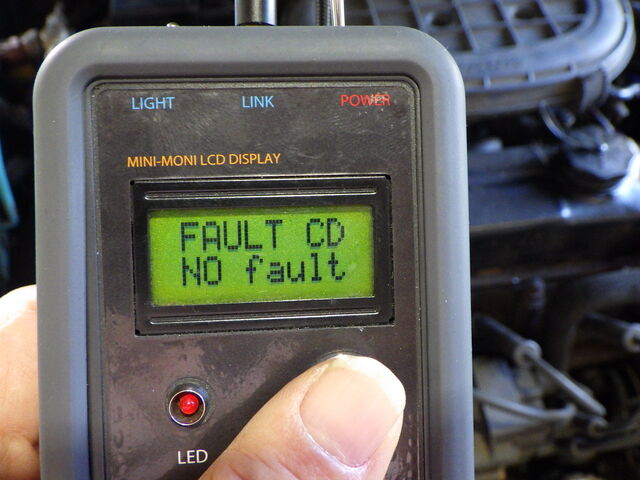 LIGHT LINK POWER
MINI-MONI LCD DISPLAY
FAULT CD
NO fault
LED